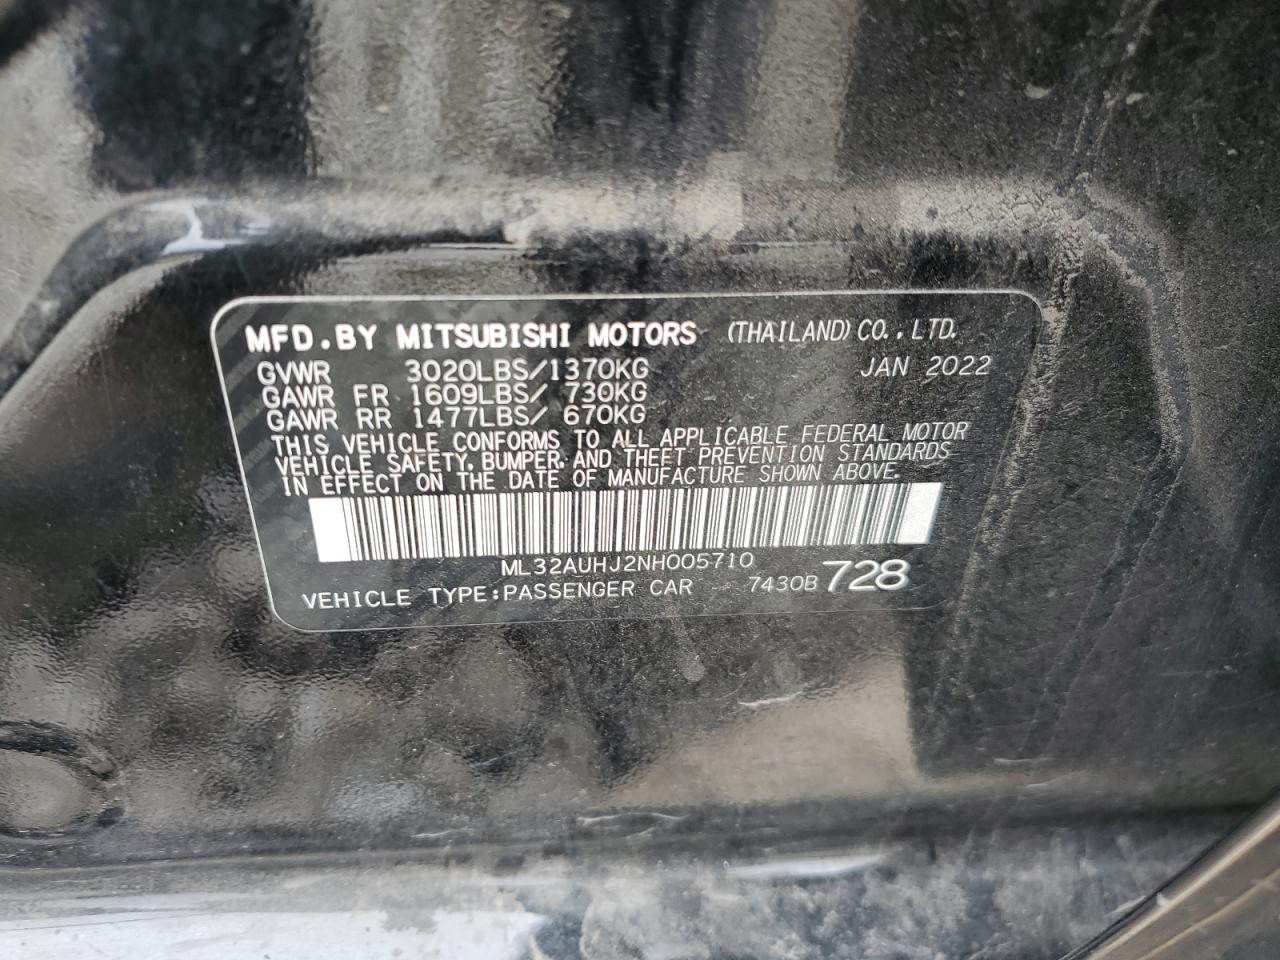 MFD.BY MITSUBISHI MOTORS (THAILAND) CO., LTD.
GVWR 3020LBS/1370KG JAN 2022
GAWR FR 1609LBS/ 730KG
GAWR RR 1477LBS/ 670KG
THIS VEHICLE CONFORMS TO ALL APPLICABLE FEDERAL MOTOR
VEHICLE SAFETY, BUMPER, AND THEFT PREVENTION STANDARDS
IN EFFECT ON THE DATE OF MANUFACTURE SHOWN ABOVE.
ML32AUHJ2NH005710
VEHICLE TYPE:PASSENGER CAR 7430B 728